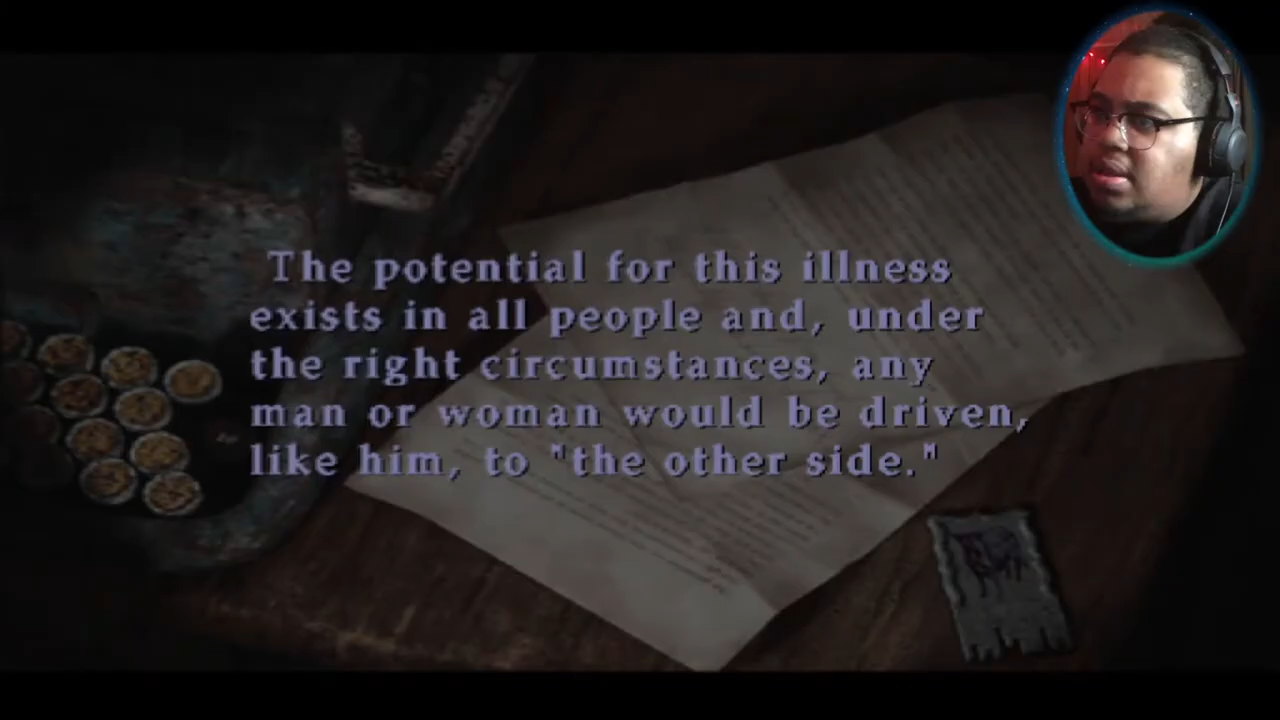 The potential for this illness
exists in all people and, under
the right circumstances, any
man or woman would be driven,
like him, to "the other side."